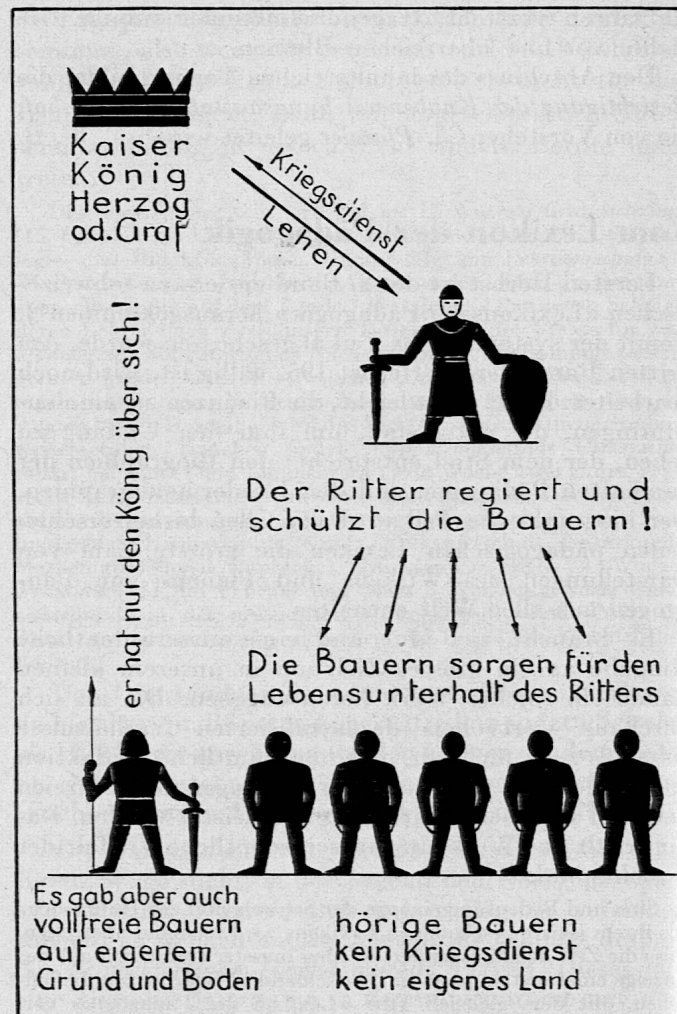 Kaiser
König
Herzog
od. Graf
Kriegsdienst
Lehen
er hat nur den König über sich!
Der Ritter regiert und
schützt die Bauern!
Die Bauern sorgen für den
Lebensunterhalt des Ritters
Es gab aber auch
vollfreie Bauern
auf eigenem
Grund und Boden
hörige Bauern
kein Kriegsdienst
kein eigenes Land